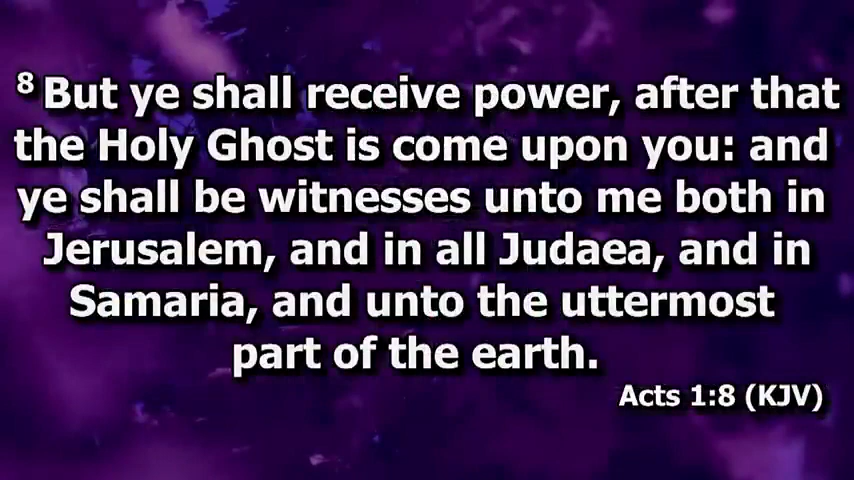 8 But ye shall receive power, after that
the Holy Ghost is come upon you: and
ye shall be witnesses unto me both in
Jerusalem, and in all Judaea, and in
Samaria, and unto the uttermost
part of the earth.
Acts 1:8 (KJV)